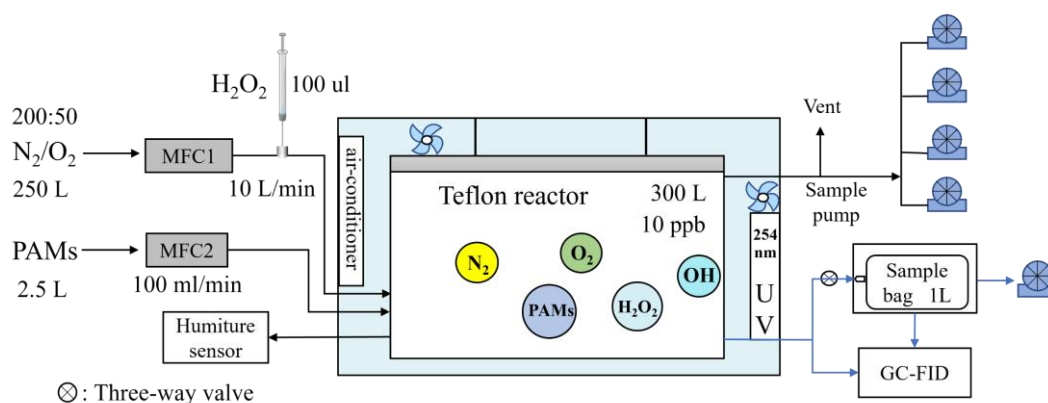 H₂O₂
100 ul
200:50
N₂/O₂
250 L
MFC1
10 L/min
PAMs
2.5 L
MFC2
100 ml/min
Humiture
sensor
⊗: Three-way valve
air-conditioner
Teflon reactor
300 L
10 ppb
N₂
O₂
OH
PAMs
H₂O₂
254
nm
U
V
Vent
Sample
pump
Sample
bag 1L
GC-FID